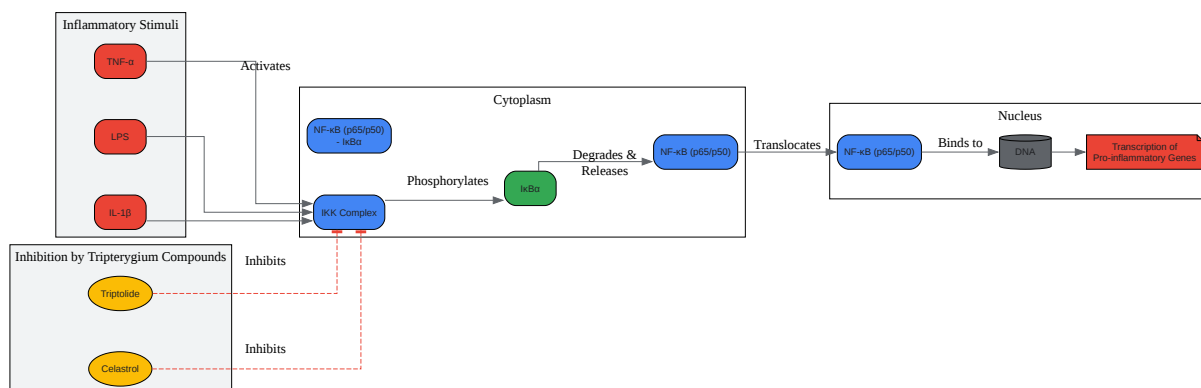 Inflammatory Stimuli
TNF-α
LPS
IL-1β
Activates
Inhibition by Tripterygium Compounds
Triptolide
Celastrol
Inhibits
Inhibits
Cytoplasm
NF-κB (p65/p50)
- IκBα
IKK Complex
Phosphorylates
IκBα
Degrades &
Releases
NF-κB (p65/p50)
Translocates
Nucleus
NF-κB (p65/p50)
Binds to
DNA
Transcription of
Pro-inflammatory Genes